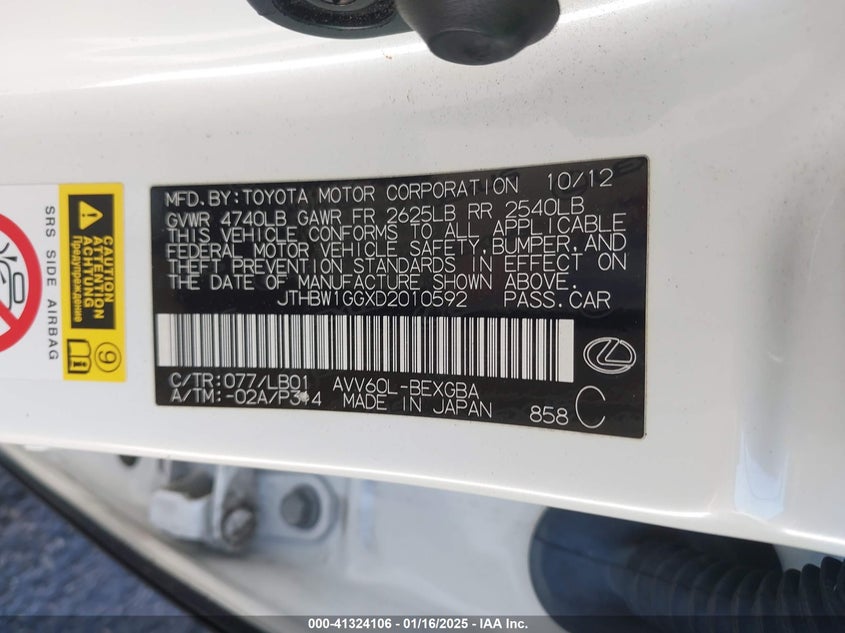 MFD. BY: TOYOTA MOTOR CORPORATION 10/12
GVWR 4740LB GAWR FR 2625LB RR 2540LB
THIS VEHICLE CONFORMS TO ALL APPLICABLE
FEDERAL MOTOR VEHICLE SAFETY, BUMPER, AND
THEFT PREVENTION STANDARDS IN EFFECT ON
THE DATE OF MANUFACTURE SHOWN ABOVE.
JTHBW1GGXD2010592 PASS. CAR
C/TR: 077/LB01 AVV60L-BEXGBA
A/TM: -02A/P314 MADE IN JAPAN 858 C
SRS SIDE AIRBAG
CAUTION
ATTENTION
ACHTUNG
Предупреждение
9
000-41324106 - 01/16/2025 - IAA Inc.